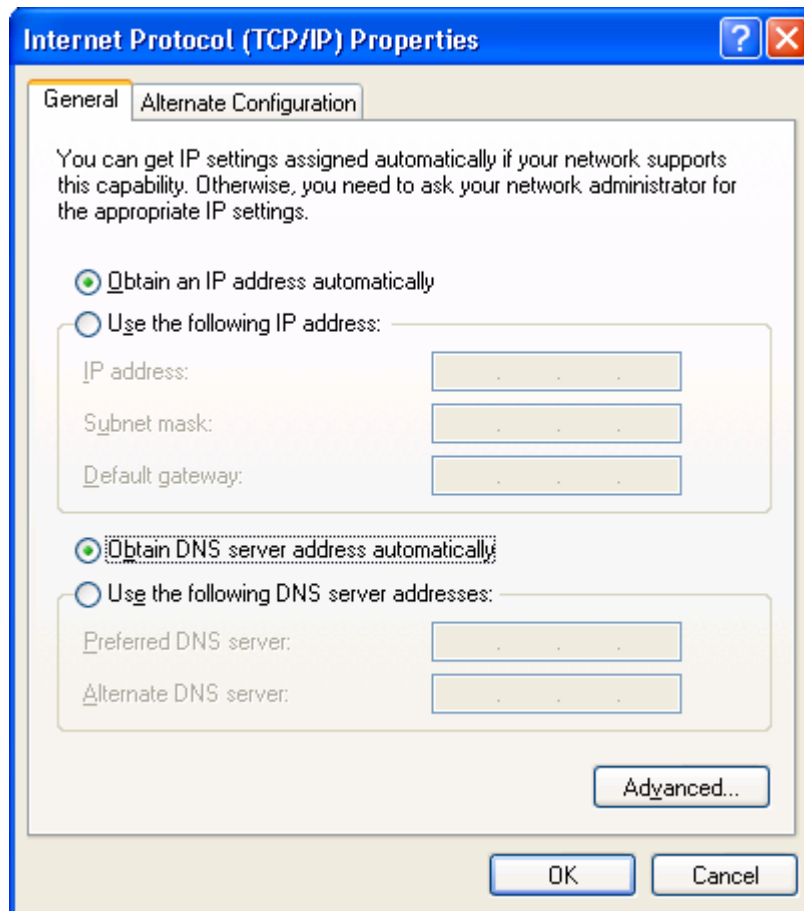 Internet Protocol (TCP/IP) Properties
General
Alternate Configuration
You can get IP settings assigned automatically if your network supports
this capability. Otherwise, you need to ask your network administrator for
the appropriate IP settings.
Obtain an IP address automatically
Use the following IP address:
IP address:
Subnet mask:
Default gateway:
Obtain DNS server address automatically
Use the following DNS server addresses:
Preferred DNS server:
Alternate DNS server:
Advanced...
OK
Cancel